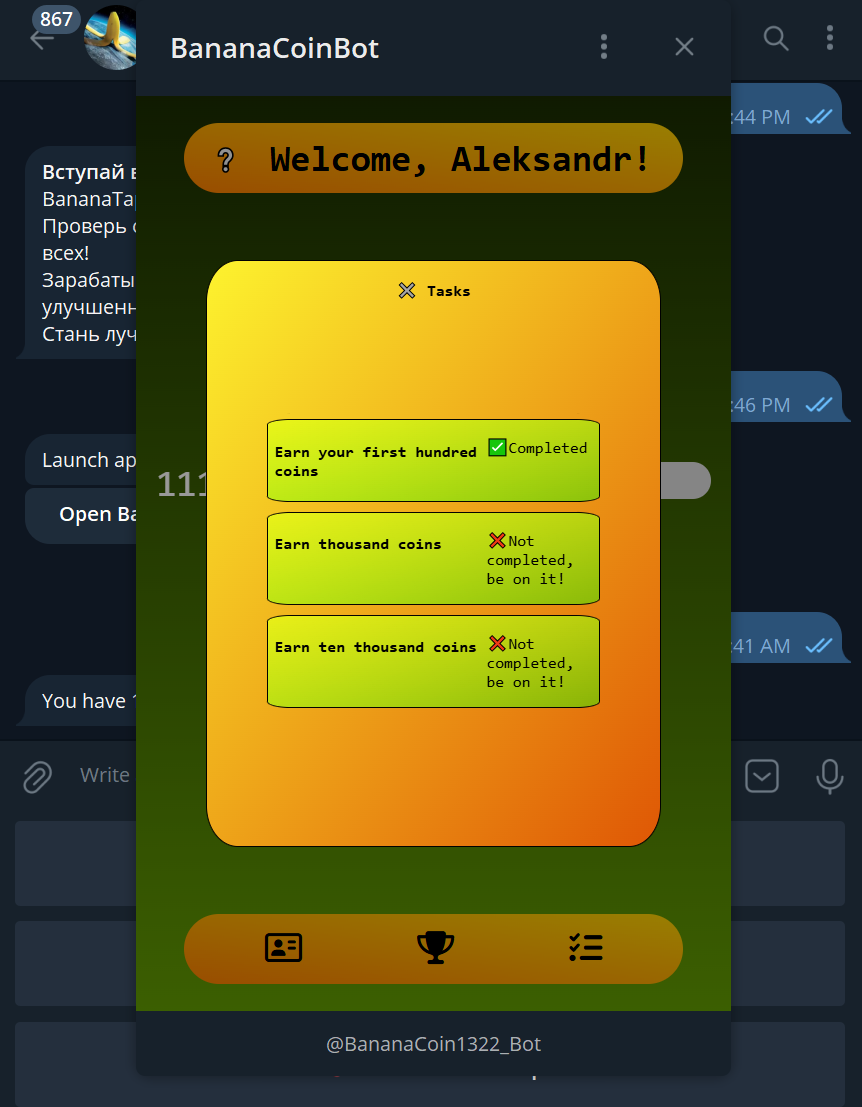 867
BananaCoinBot
:44 PM
? Welcome, Aleksandr!
Вступай
BananaTa
Проверь
всех!
Зарабаты
улучшенн
Стань луч
Tasks
:46 PM
Earn your first hundred
coins
✅Completed
Launch ap
111
Open Ba
Earn thousand coins
❌Not
completed,
be on it!
Earn ten thousand coins
❌Not
completed,
be on it!
:41 AM
You have
Write
@BananaCoin1322_Bot